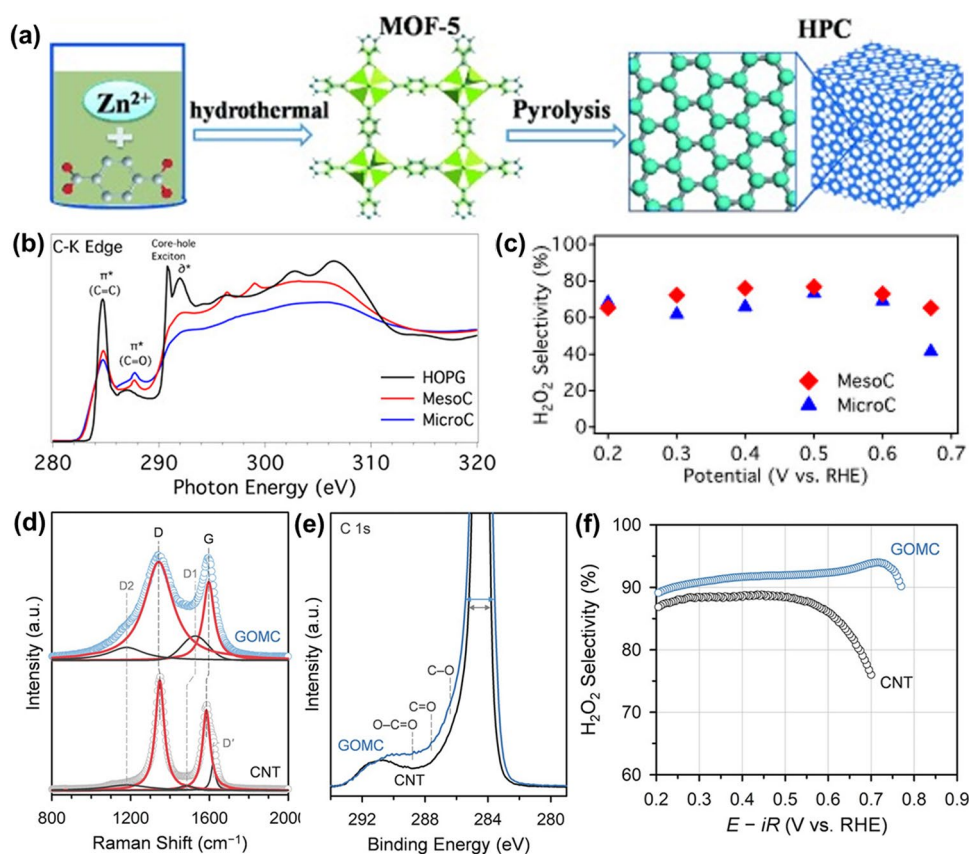 (a)
MOF-5
HPC
Zn²⁺
hydrothermal
Pyrolysis
(b)
C-K Edge
Core-hole
Exciton
π*
(C=C)
∂*
π*
(C=O)
HOPG
MesoC
MicroC
280 290 300 310 320
Photon Energy (eV)
(c)
H₂O₂ Selectivity (%)
100
80
60
40
20
0
MesoC
MicroC
0.2 0.3 0.4 0.5 0.6 0.7
Potential (V vs. RHE)
(d)
Intensity (a.u.)
D
G
D2
D1
GOMC
D'
CNT
800 1200 1600 2000
Raman Shift (cm⁻¹)
(e)
C 1s
Intensity (a.u.)
C–O
C=O
O–C=O
GOMC
CNT
292 288 284 280
Binding Energy (eV)
(f)
H₂O₂ Selectivity (%)
100
90
80
70
60
GOMC
CNT
0.2 0.3 0.4 0.5 0.6 0.7 0.8
E − iR (V vs. RHE)